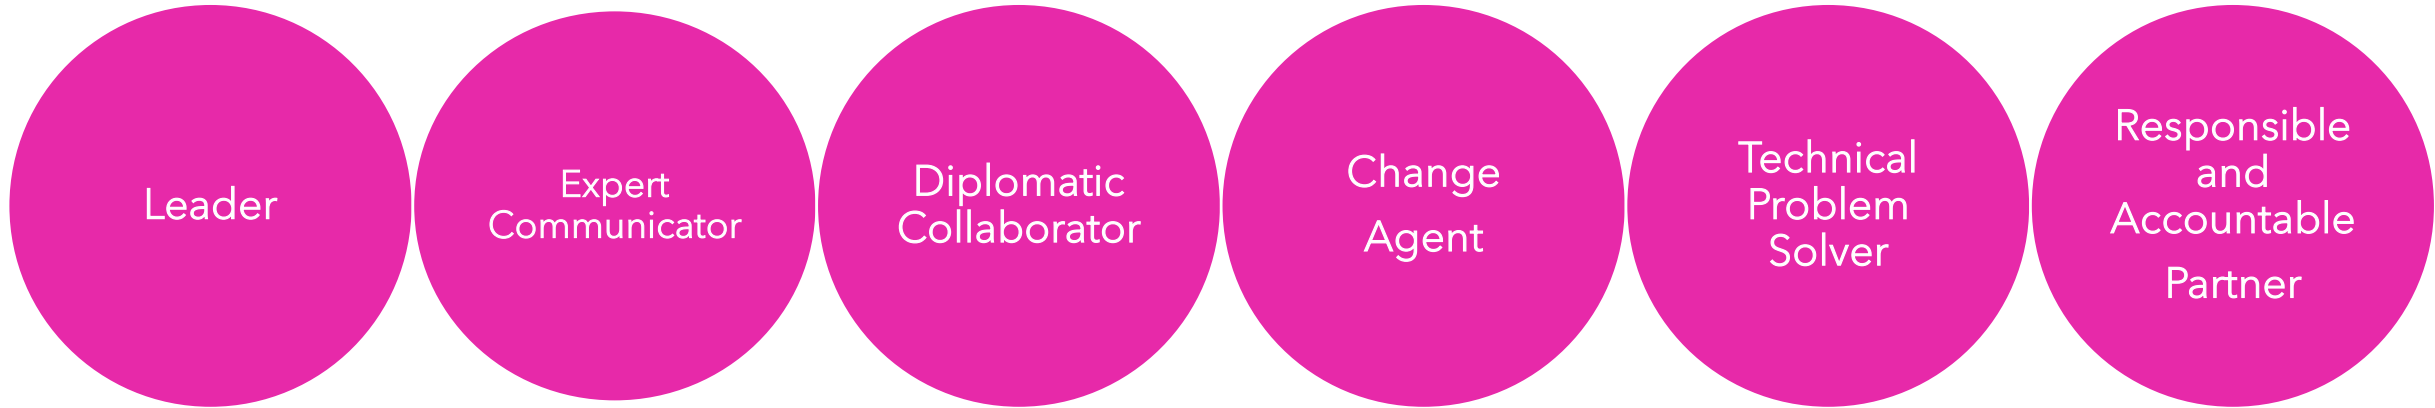 Leader
Expert
Communicator
Diplomatic
Collaborator
Change
Agent
Technical
Problem
Solver
Responsible
and
Accountable
Partner